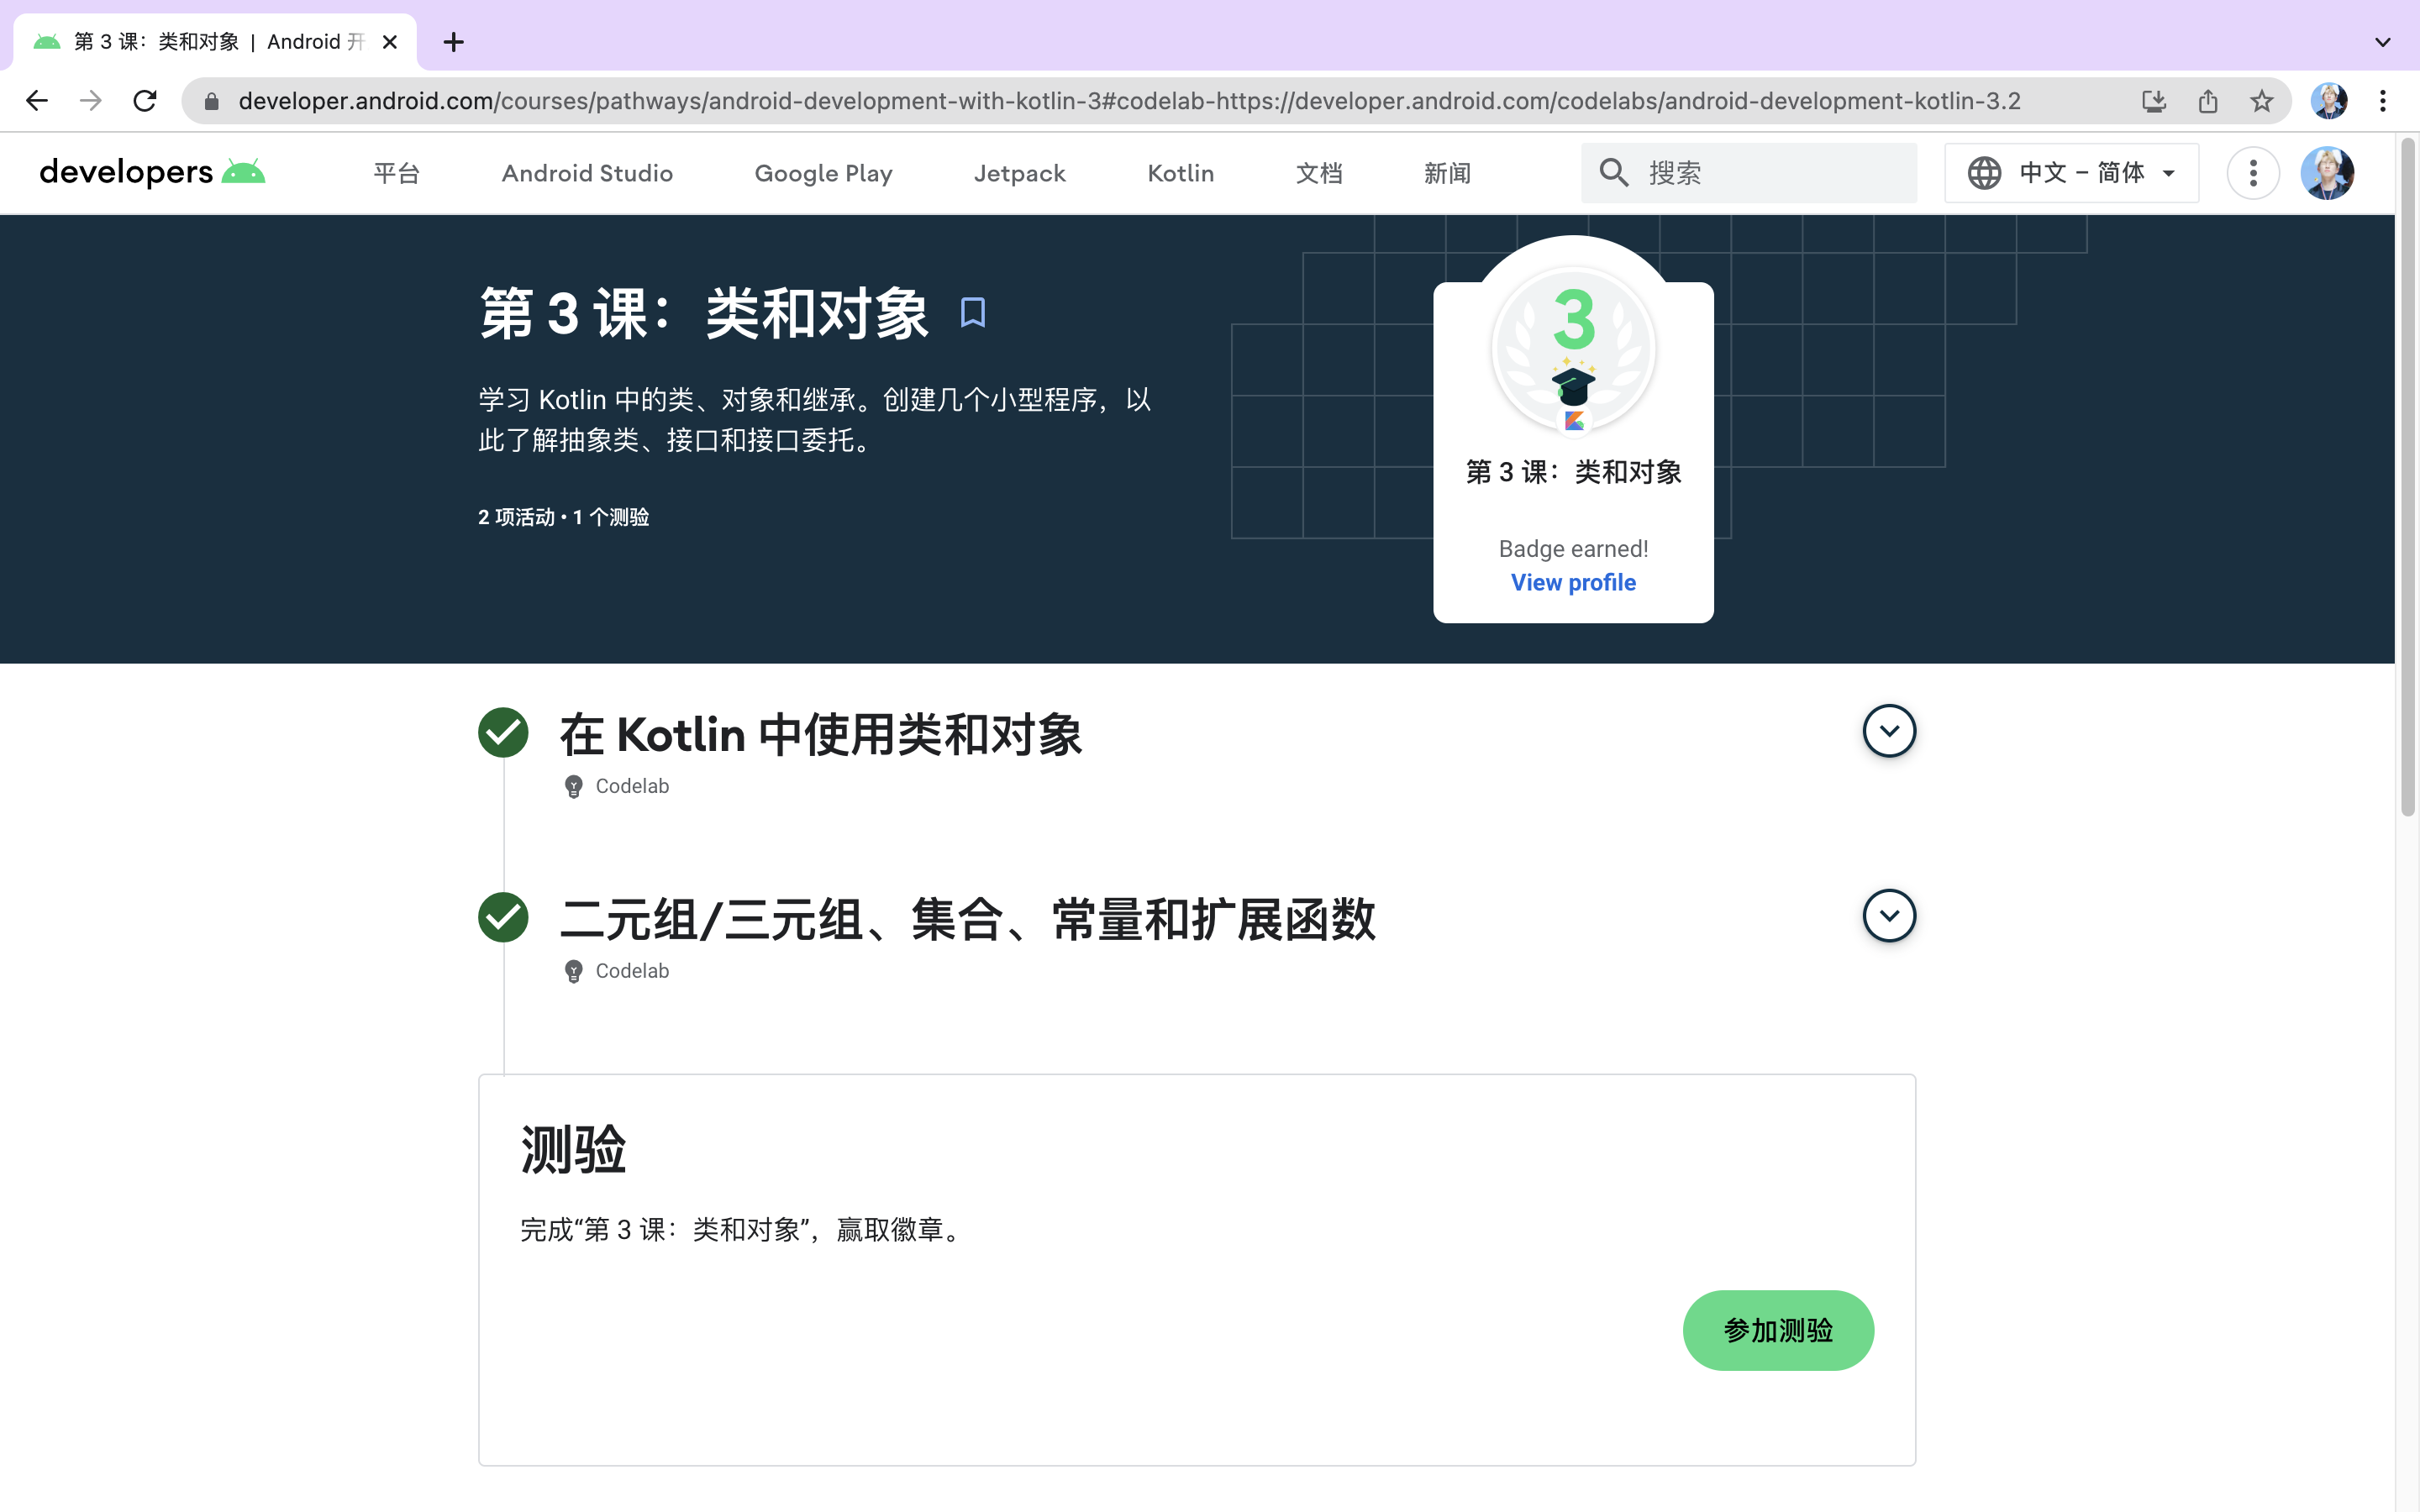 第 3 课：类和对象 | Android 开
developer.android.com/courses/pathways/android-development-with-kotlin-3#codelab-https://developer.android.com/codelabs/android-development-kotlin-3.2
developers
平台
Android Studio
Google Play
Jetpack
Kotlin
文档
新闻
搜索
中文 – 简体
第 3 课：类和对象
学习 Kotlin 中的类、对象和继承。创建几个小型程序，以
此了解抽象类、接口和接口委托。
2 项活动 • 1 个测验
3
第 3 课：类和对象
Badge earned!
View profile
在 Kotlin 中使用类和对象
Codelab
二元组/三元组、集合、常量和扩展函数
Codelab
测验
完成“第 3 课：类和对象”，赢取徽章。
参加测验